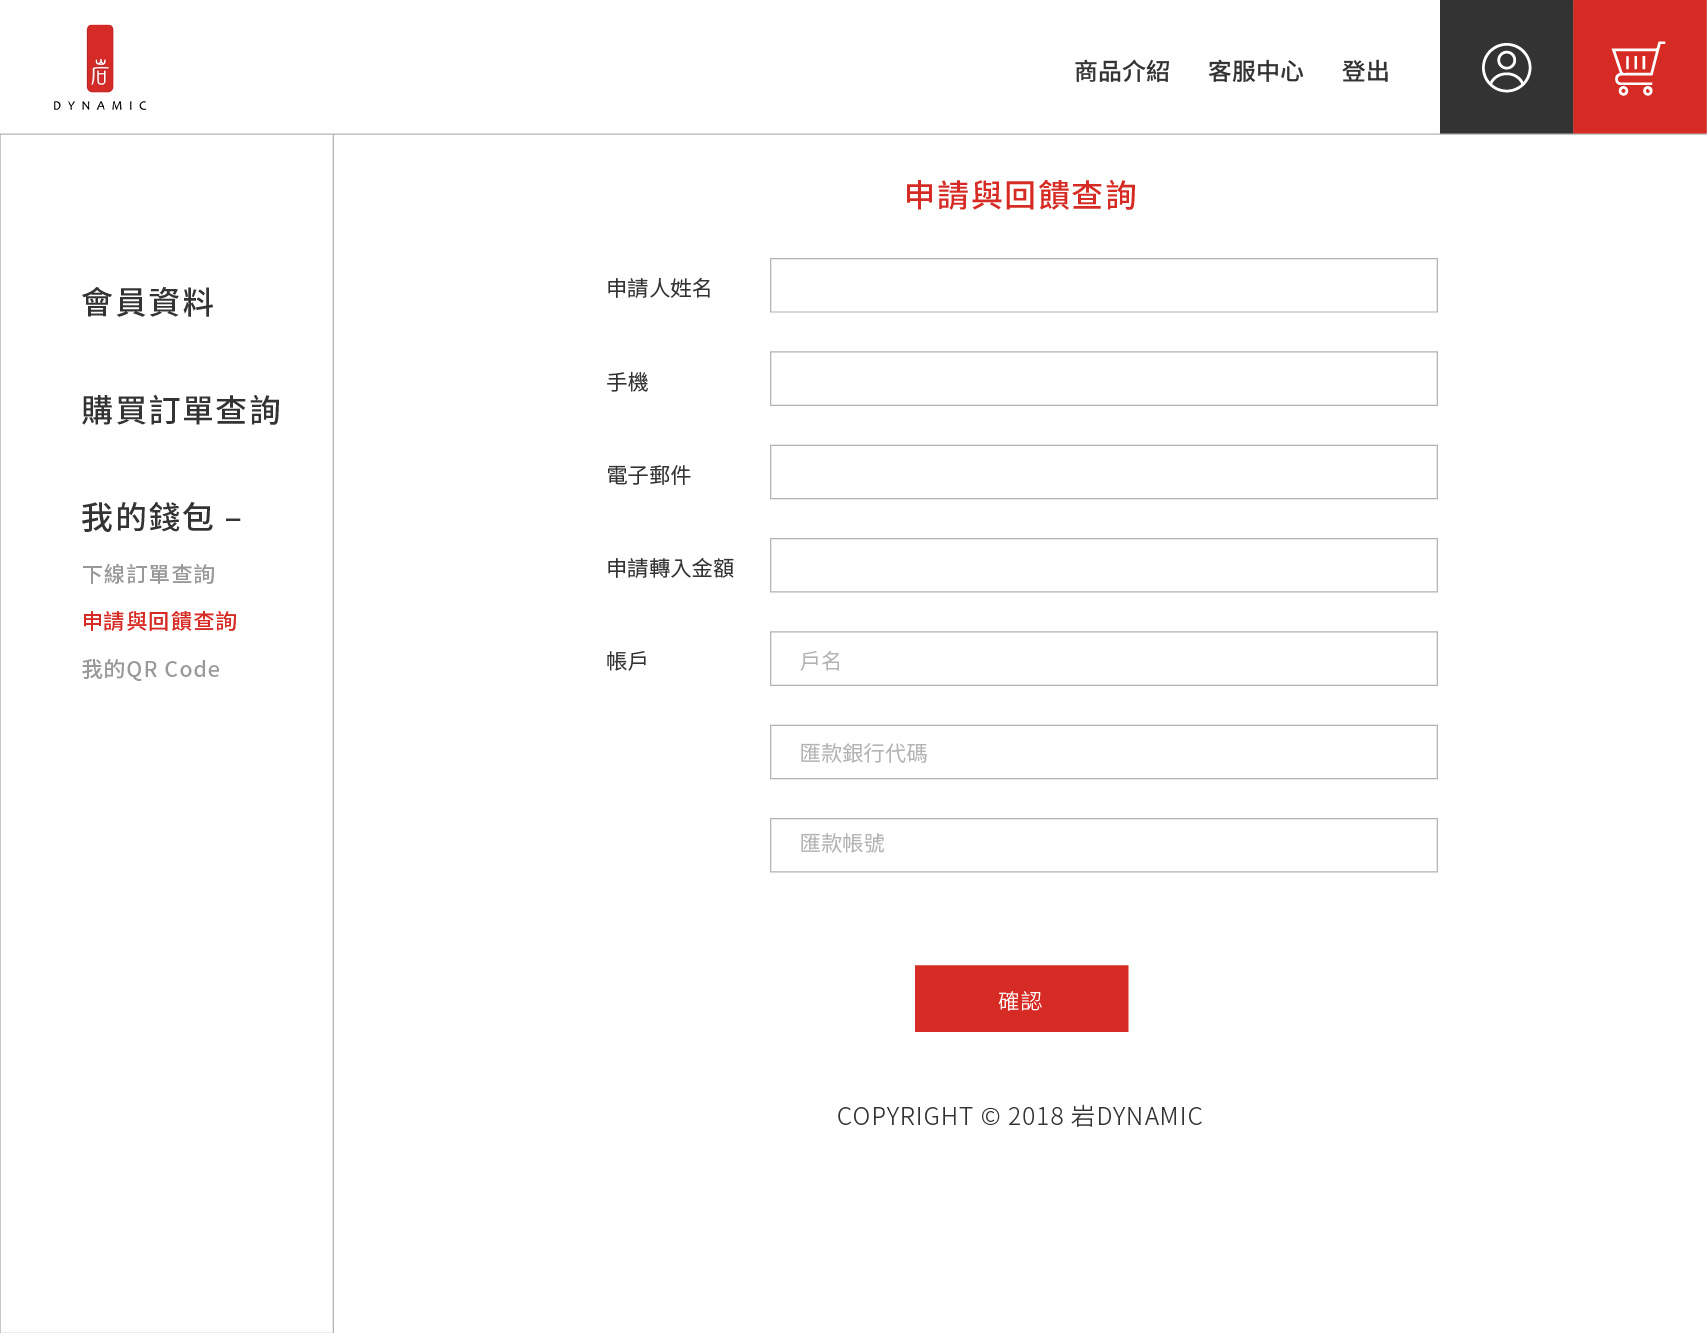 岩
DYNAMIC
商品介紹 客服中心 登出
申請與回饋查詢
會員資料
購買訂單查詢
我的錢包 –
下線訂單查詢
申請與回饋查詢
我的QR Code
申請人姓名
手機
電子郵件
申請轉入金額
帳戶 戶名
匯款銀行代碼
匯款帳號
確認
COPYRIGHT © 2018 岩DYNAMIC